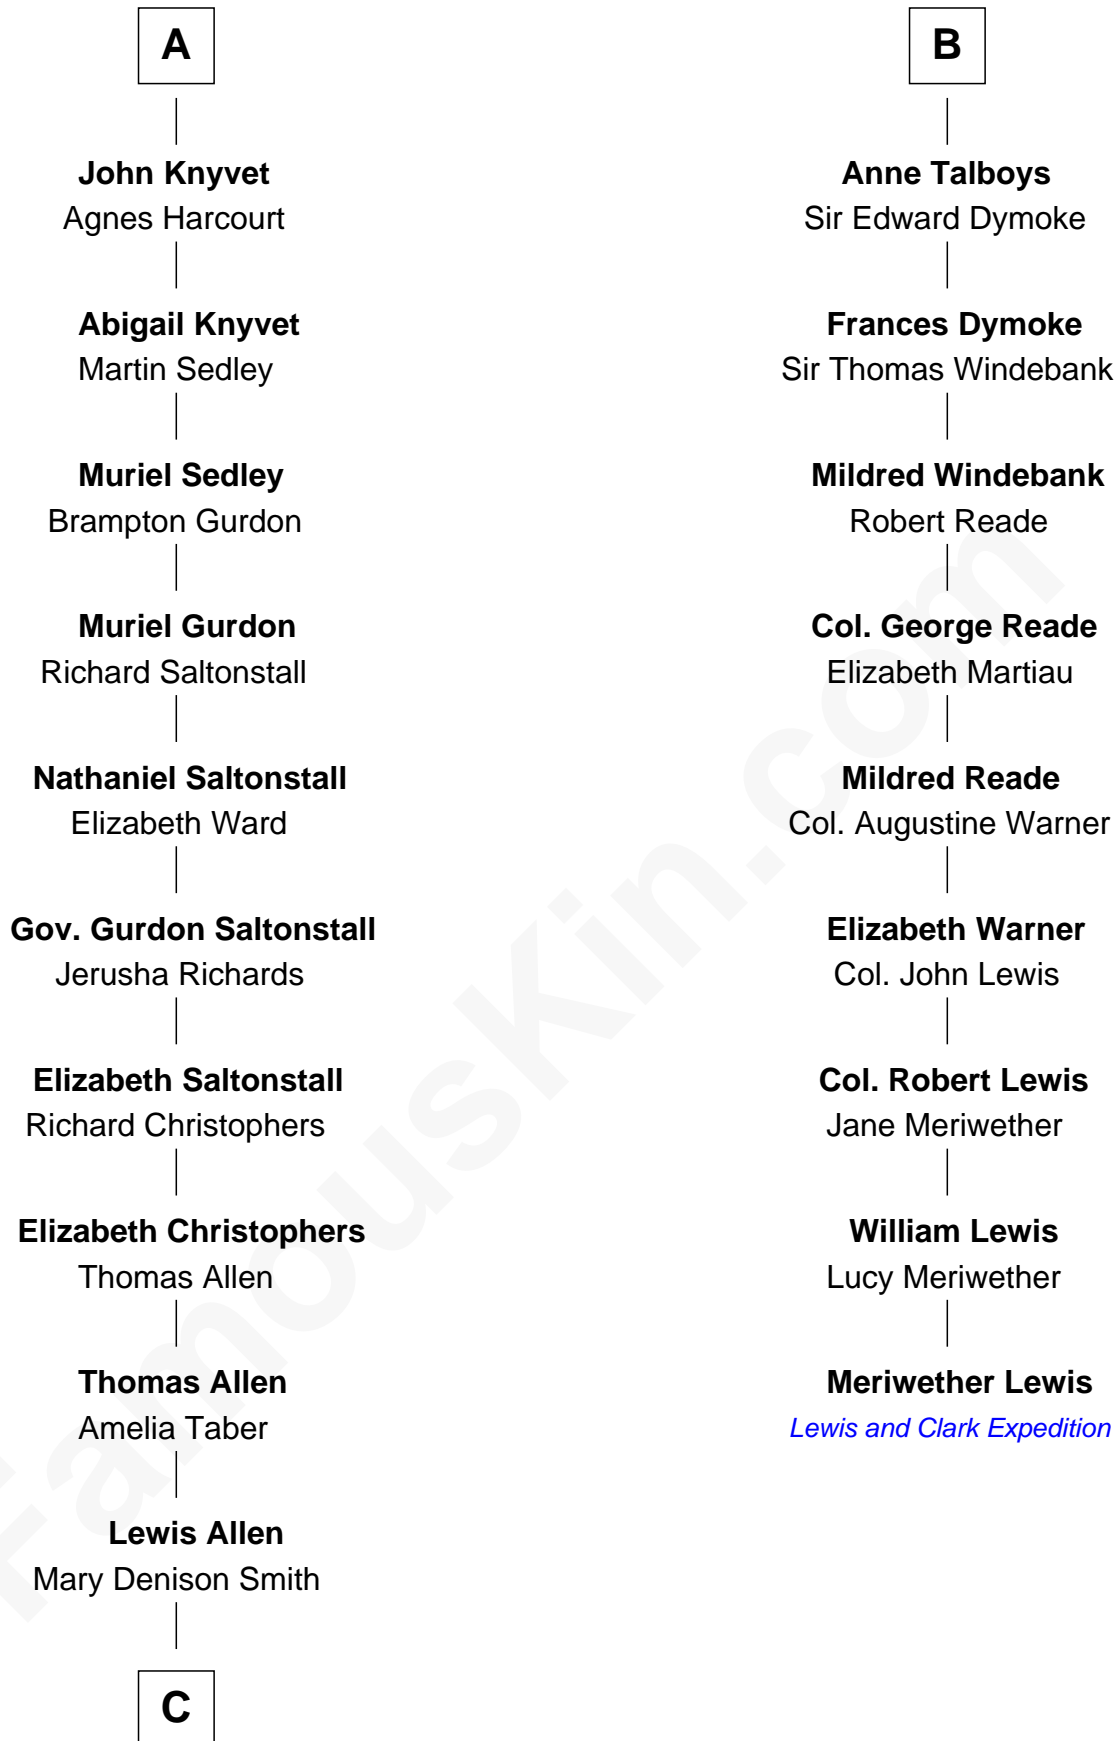 A
John Knyvet
Agnes Harcourt
Abigail Knyvet
Martin Sedley
Muriel Sedley
Brampton Gurdon
Muriel Gurdon
Richard Saltonstall
Nathaniel Saltonstall
Elizabeth Ward
Gov. Gurdon Saltonstall
Jerusha Richards
Elizabeth Saltonstall
Richard Christophers
Elizabeth Christophers
Thomas Allen
Thomas Allen
Amelia Taber
Lewis Allen
Mary Denison Smith
C
B
Anne Talboys
Sir Edward Dymoke
Frances Dymoke
Sir Thomas Windebank
Mildred Windebank
Robert Reade
Col. George Reade
Elizabeth Martiau
Mildred Reade
Col. Augustine Warner
Elizabeth Warner
Col. John Lewis
Col. Robert Lewis
Jane Meriwether
William Lewis
Lucy Meriwether
Meriwether Lewis
Lewis and Clark Expedition
FamousKin.com